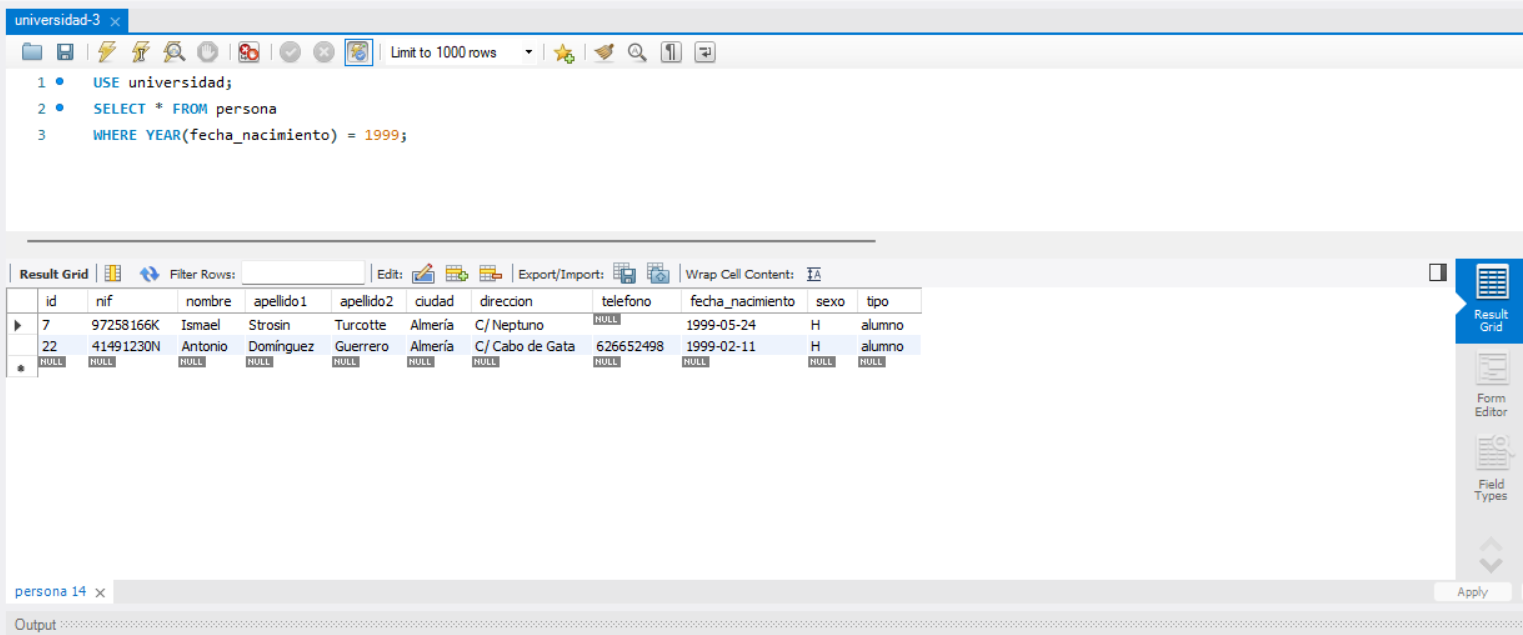 universidad-3
Limit to 1000 rows
1 USE universidad;
2 SELECT * FROM persona
3 WHERE YEAR(fecha_nacimiento) = 1999;
Result Grid Filter Rows: Edit: Export/Import: Wrap Cell Content:
id nif nombre apellido1 apellido2 ciudad direccion telefono fecha_nacimiento sexo tipo
7 97258166K Ismael Strosin Turcotte Almería C/ Neptuno NULL 1999-05-24 H alumno
22 41491230N Antonio Domínguez Guerrero Almería C/ Cabo de Gata 626652498 1999-02-11 H alumno
NULL NULL NULL NULL NULL NULL NULL NULL NULL NULL NULL
Result
Grid
Form
Editor
Field
Types
persona 14
Apply
Output